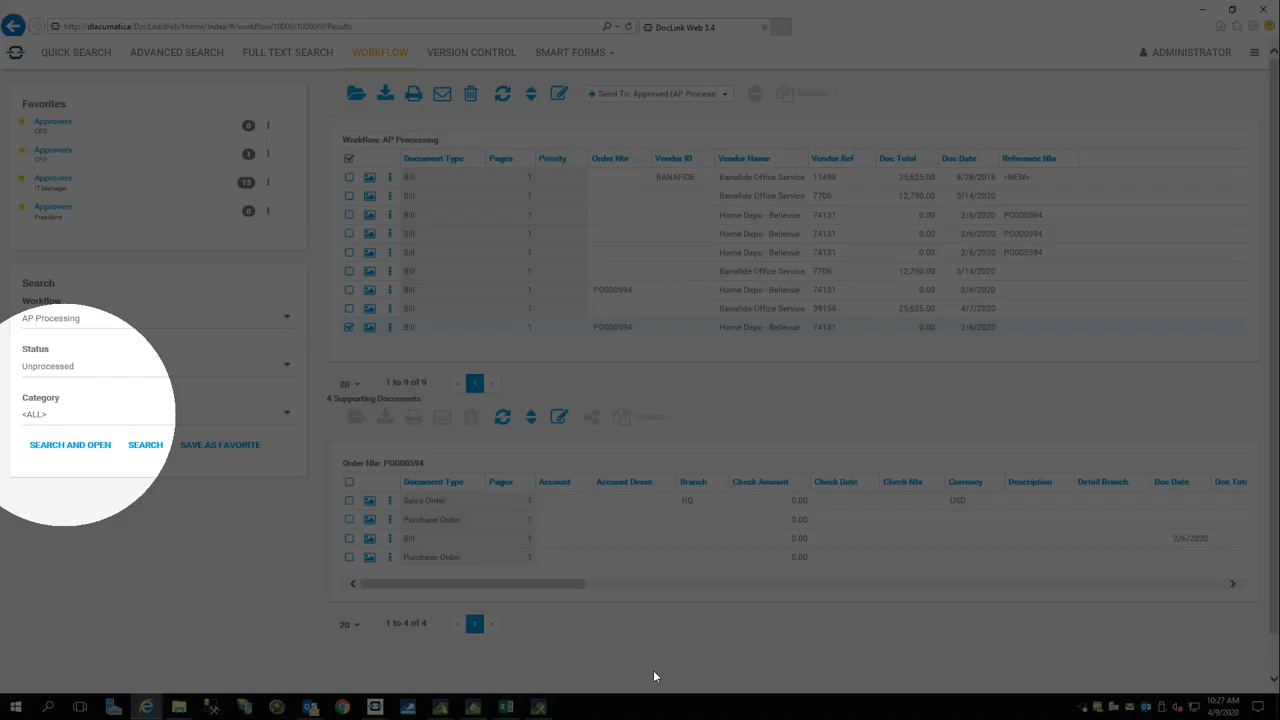 http://dlacumatica/DocLinkWeb/Home/Index/#/workflow/10000/10000/0/Results
DocLink Web 3.4
QUICK SEARCH ADVANCED SEARCH FULL TEXT SEARCH WORKFLOW VERSION CONTROL SMART FORMS ADMINISTRATOR
Favorites
Approvers 0
CEO
Approvers 1
CFO
Approvers 13
IT Manager
Approvers 0
President
Search
Workflow
AP Processing
Status
Unprocessed
Category
<ALL>
SEARCH AND OPEN SEARCH SAVE AS FAVORITE
Send To: Approved (AP Process
Workflow: AP Processing
Document Type Pages Priority Order Nbr Vendor ID Vendor Name Vendor Ref Doc Total Doc Date Reference Nbr
Bill 1 BANAFIDE Banafide Office Service 11499 35,625.00 9/28/2018 <NEW>
Bill 1 Banafide Office Service 7706 12,750.00 5/14/2020
Bill 1 Home Depo - Bellevue 74131 0.00 2/6/2020 PO000594
Bill 1 Home Depo - Bellevue 74131 0.00 2/6/2020 PO000594
Bill 1 Home Depo - Bellevue 74131 0.00 2/6/2020 PO000594
Bill 1 Banafide Office Service 7706 12,750.00 5/14/2020
Bill 1 PO000594 Home Depo - Bellevue 74131 0.00 2/6/2020
Bill 1 Banafide Office Service 39154 25,625.00 4/7/2020
Bill 1 PO000594 Home Depo - Bellevue 74131 0.00 2/6/2020
20 1 to 9 of 9 < 1 >
4 Supporting Documents
Order Nbr: PO000594
Document Type Pages Account Account Desc. Branch Check Amount Check Date Check Nbr Currency Description Detail Branch Doc Date Doc Tota
Sales Order 1 HQ 0.00 USD
Purchase Order 1 0.00
Bill 1 0.00 2/6/2020
Purchase Order 1 0.00
20 1 to 4 of 4 < 1 >
10:27 AM
4/9/2020